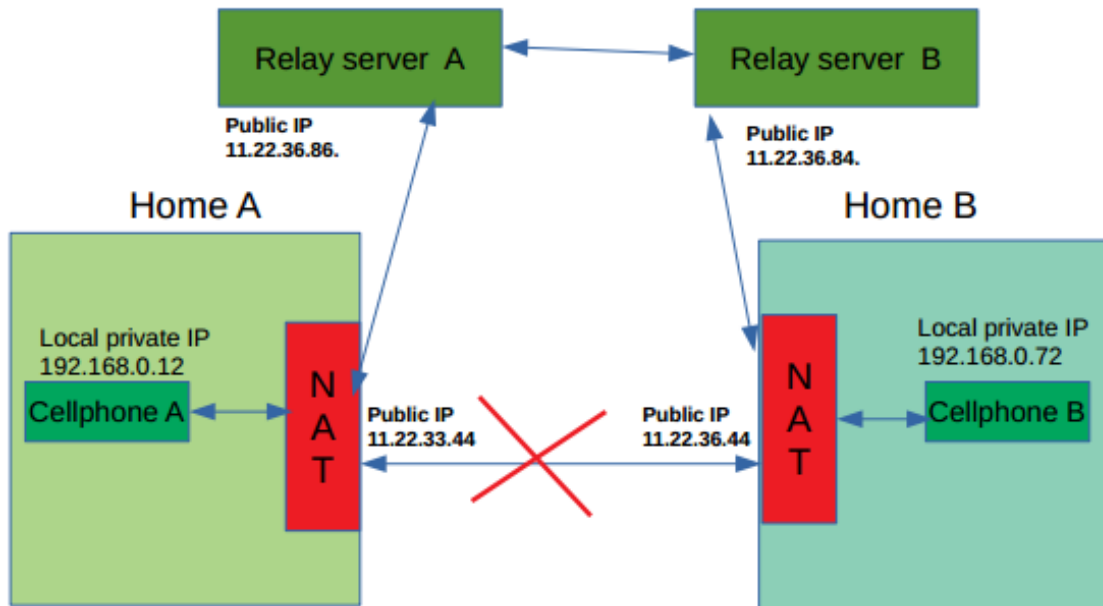 Relay server A
Relay server B
Public IP
11.22.36.86.
Public IP
11.22.36.84.
Home A
Home B
Local private IP
192.168.0.12
Cellphone A
N
A
T
Public IP
11.22.33.44
Public IP
11.22.36.44
N
A
T
Local private IP
192.168.0.72
Cellphone B